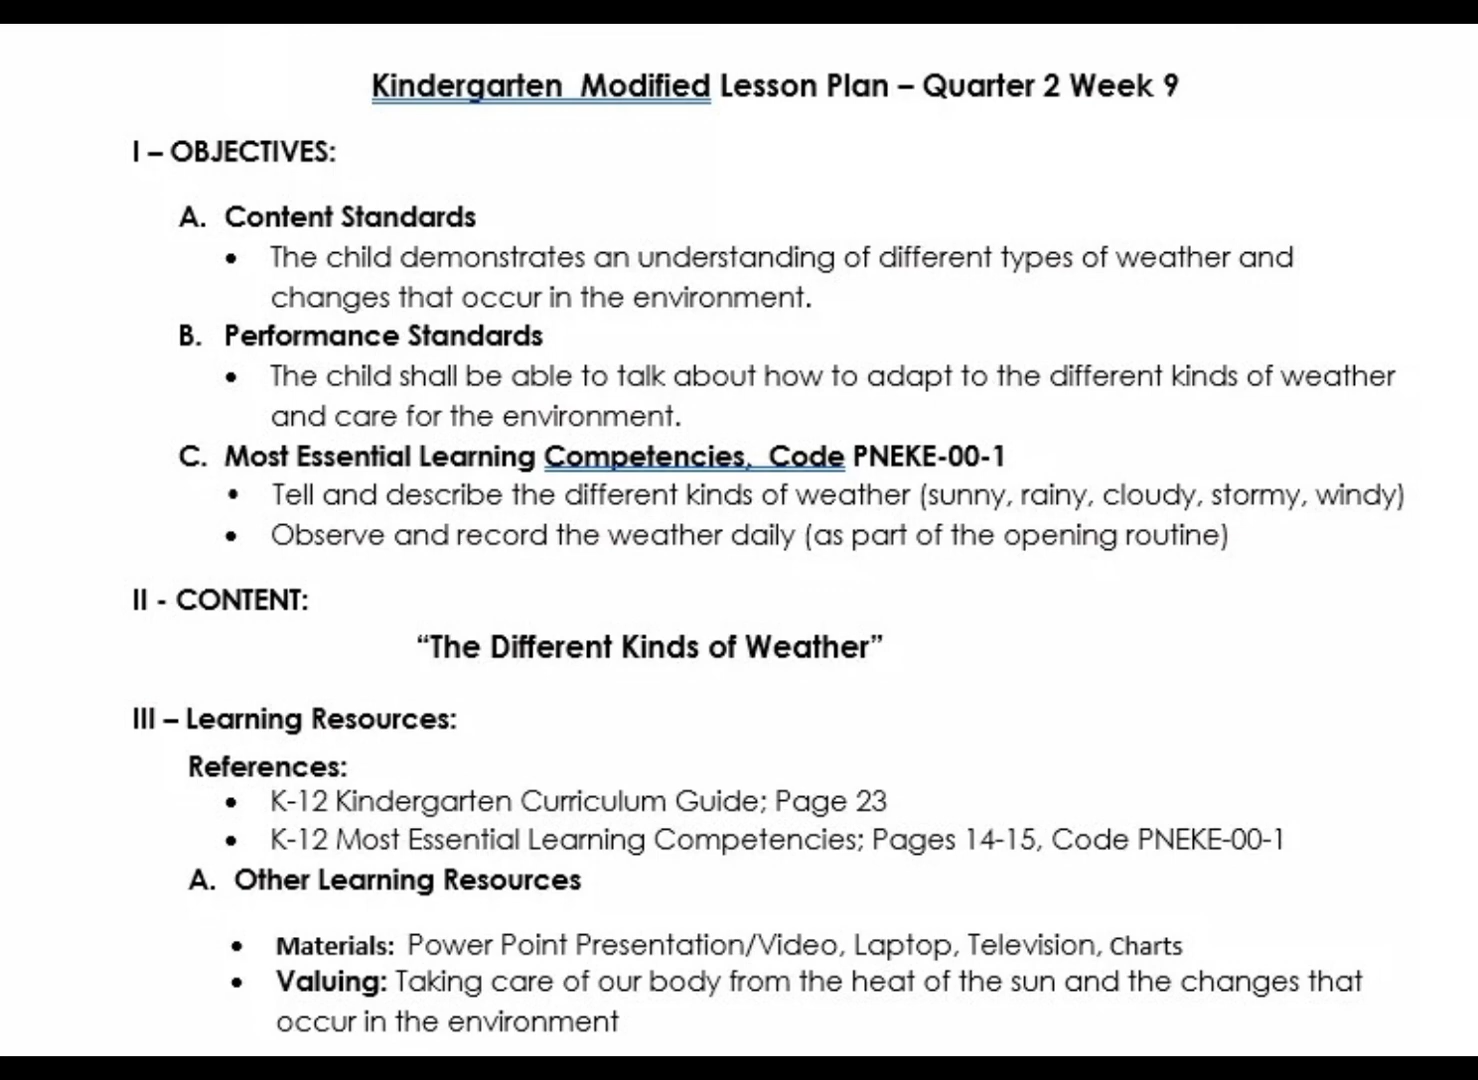 Kindergarten  Modified Lesson Plan – Quarter 2 Week 9
I – OBJECTIVES:
A. Content Standards
• The child demonstrates an understanding of different types of weather and
changes that occur in the environment.
B. Performance Standards
• The child shall be able to talk about how to adapt to the different kinds of weather
and care for the environment.
C. Most Essential Learning Competencies,  Code PNEKE-00-1
• Tell and describe the different kinds of weather (sunny, rainy, cloudy, stormy, windy)
• Observe and record the weather daily (as part of the opening routine)
II - CONTENT:
“The Different Kinds of Weather”
III – Learning Resources:
References:
• K-12 Kindergarten Curriculum Guide; Page 23
• K-12 Most Essential Learning Competencies; Pages 14-15, Code PNEKE-00-1
A. Other Learning Resources
• Materials:  Power Point Presentation/Video, Laptop, Television, Charts
• Valuing: Taking care of our body from the heat of the sun and the changes that
occur in the environment